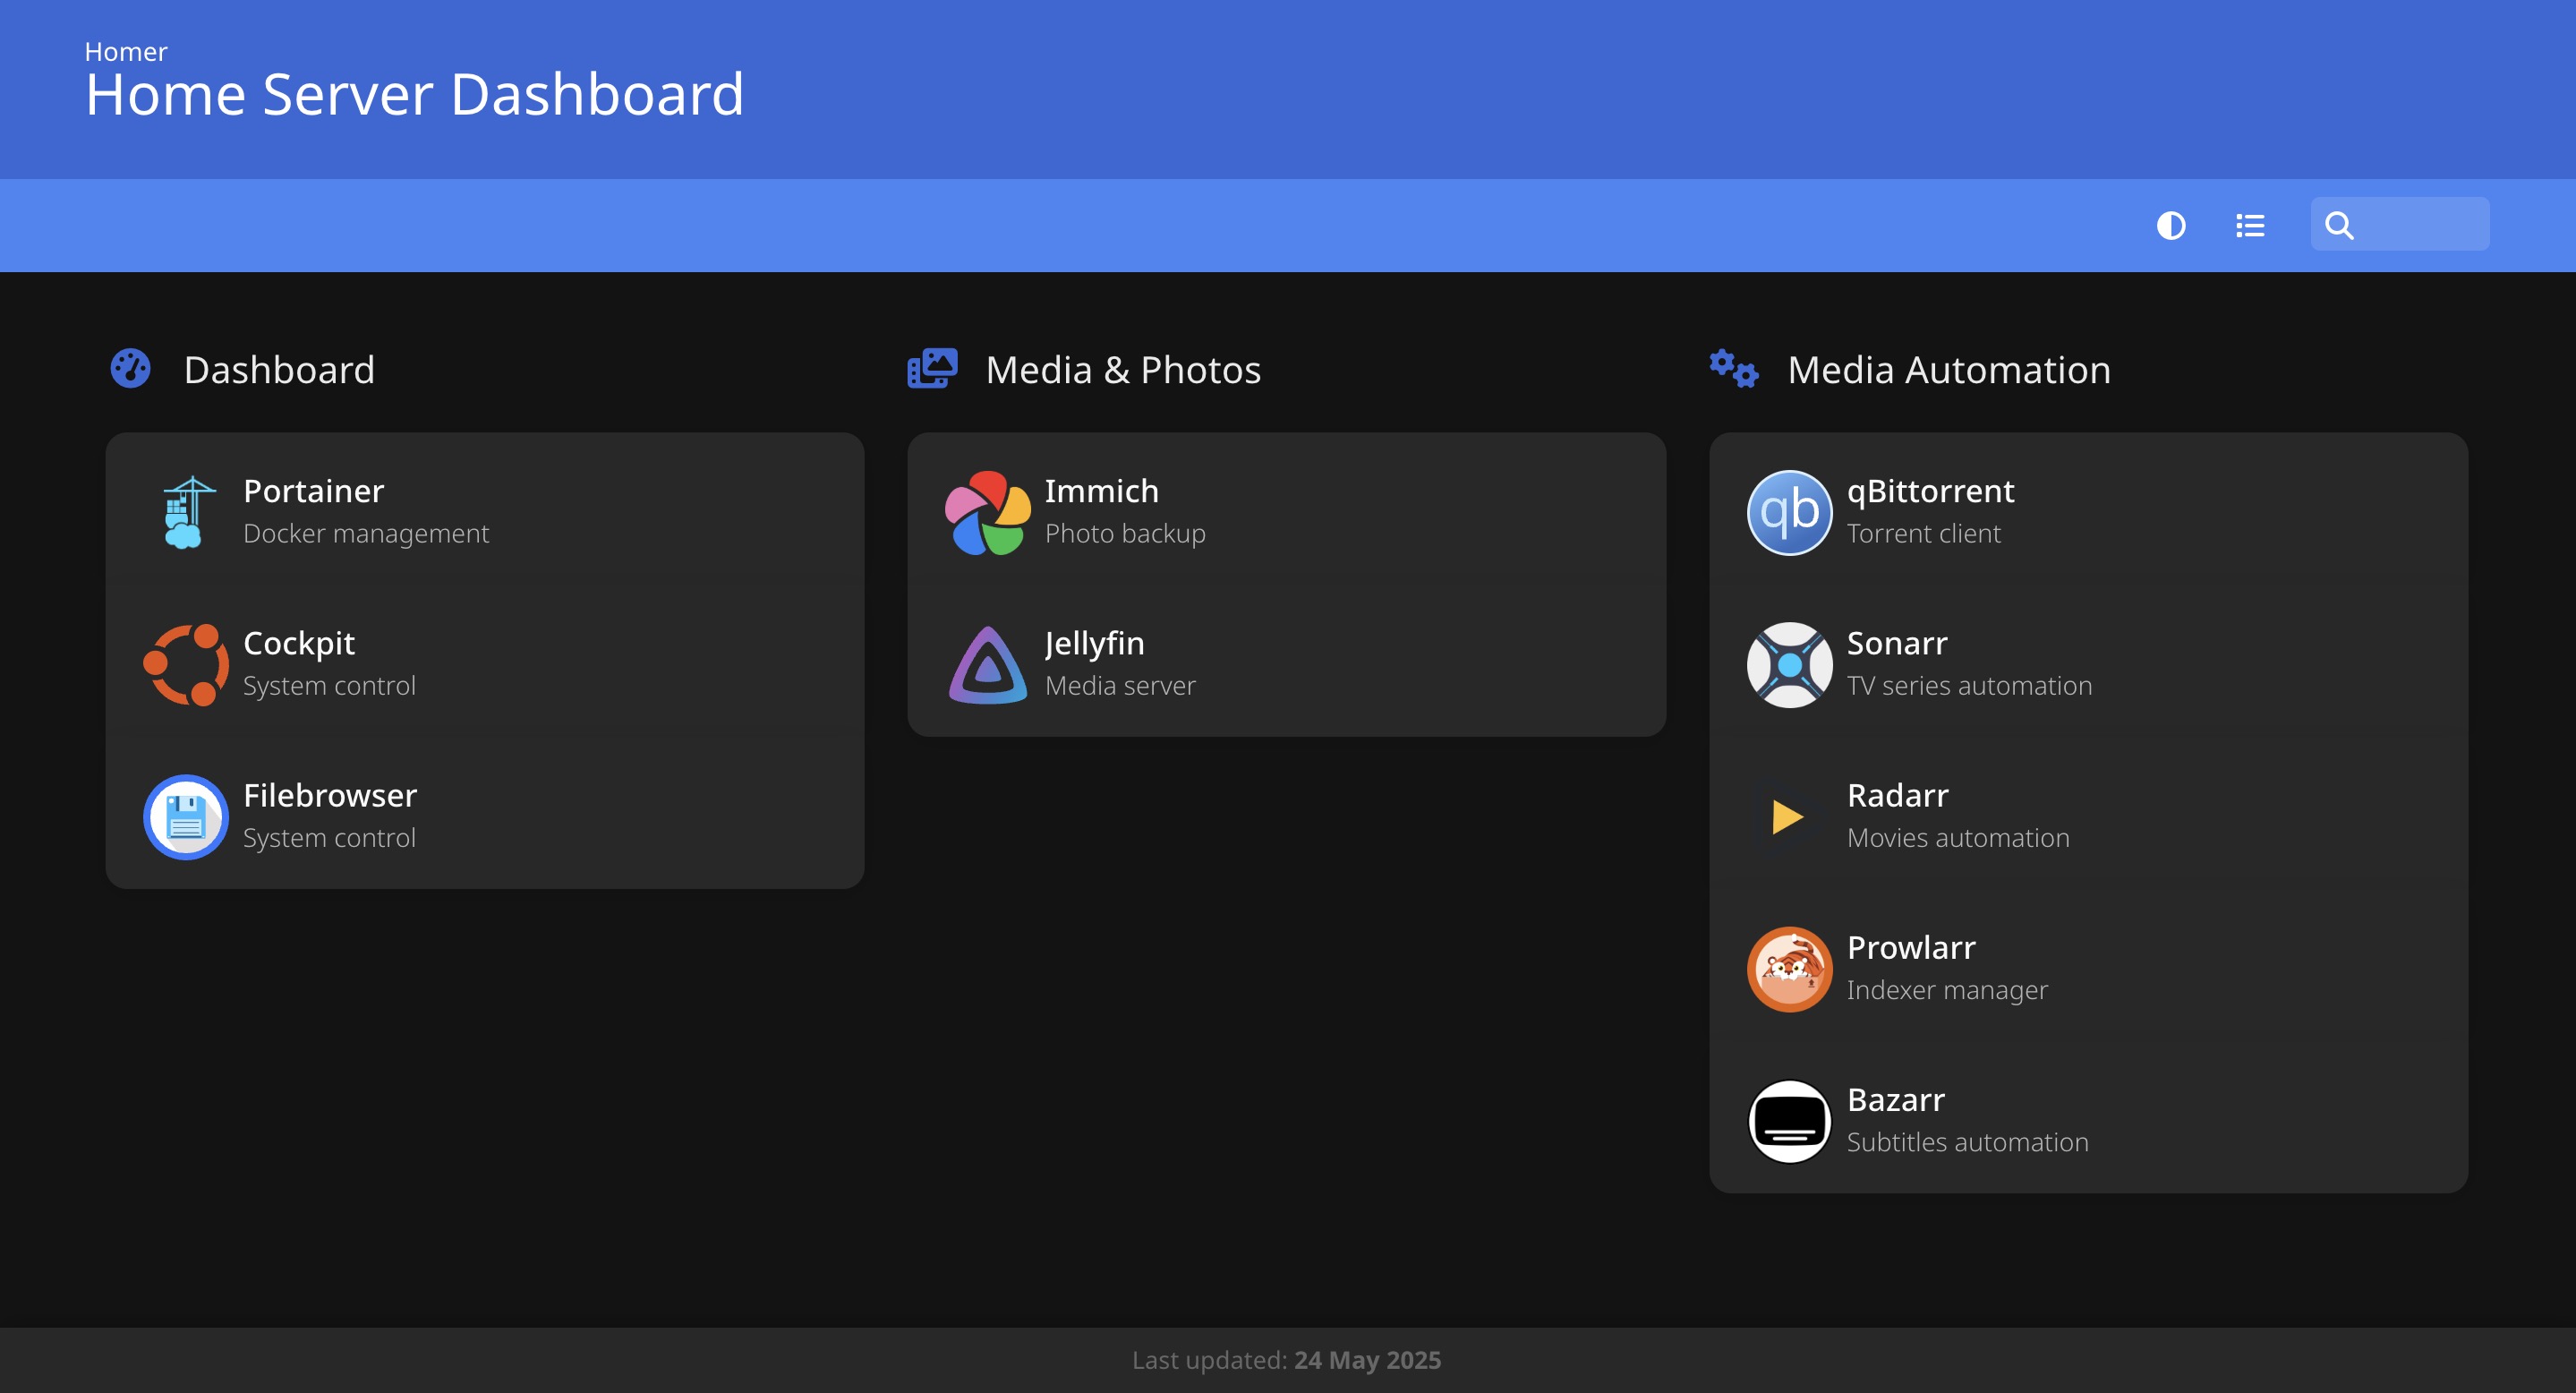 Homer
Home Server Dashboard
Dashboard
Portainer
Docker management
Cockpit
System control
Filebrowser
System control
Media & Photos
Immich
Photo backup
Jellyfin
Media server
Media Automation
qb
qBittorrent
Torrent client
Sonarr
TV series automation
Radarr
Movies automation
Prowlarr
Indexer manager
Bazarr
Subtitles automation
Last updated: 24 May 2025